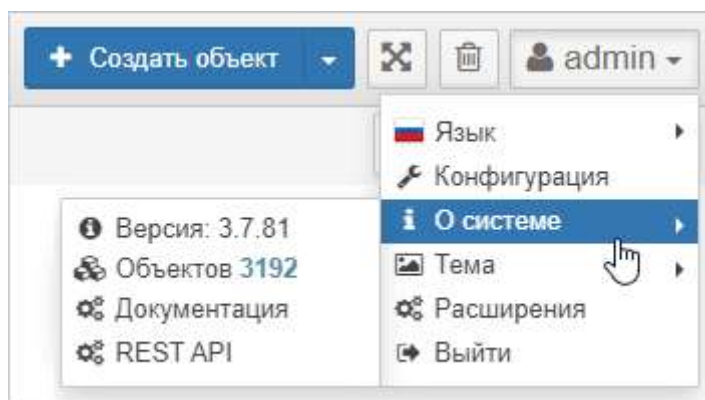 Создать объект
admin
Язык
Конфигурация
О системе
Тема
Расширения
Выйти
Версия: 3.7.81
Объектов 3192
Документация
REST API